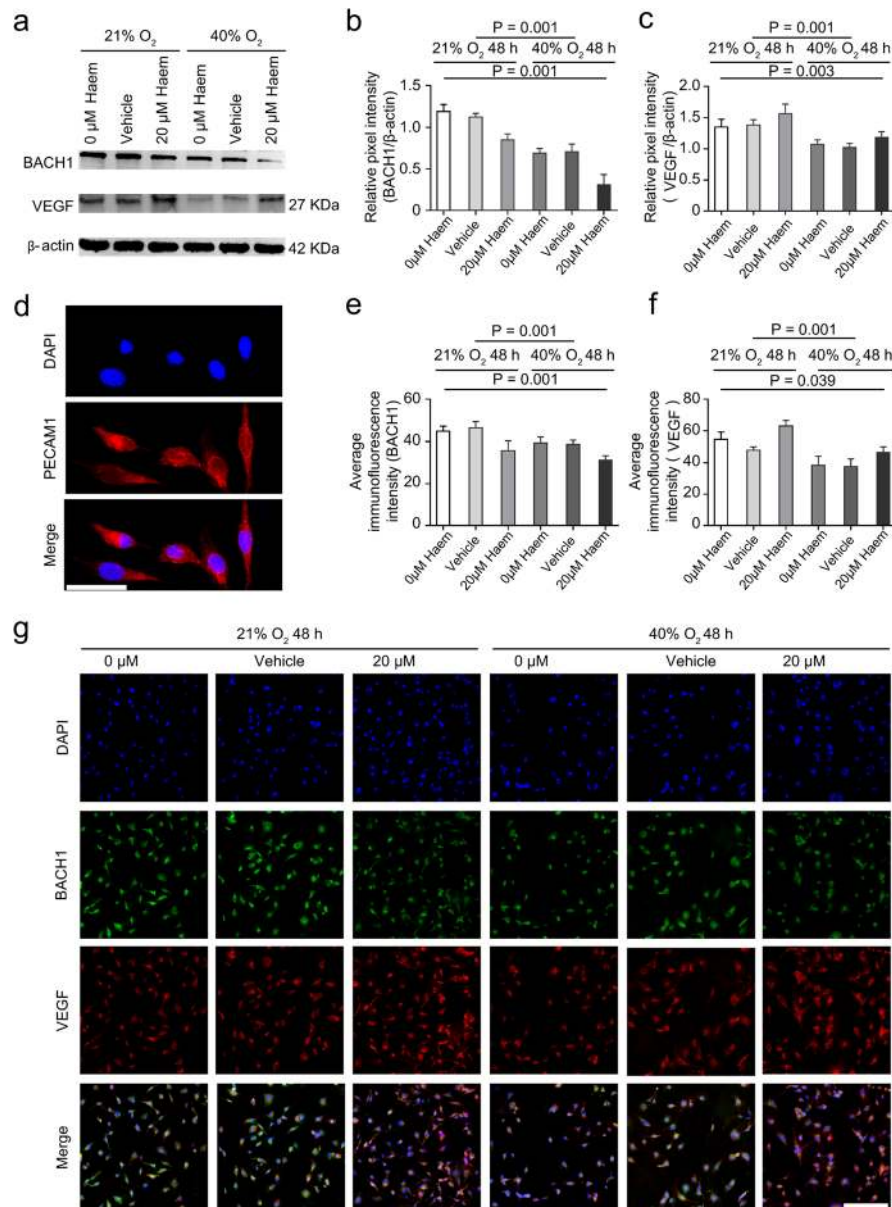 a
21% O2 40% O2
0 µM Haem
Vehicle
20 µM Haem
0 µM Haem
Vehicle
20 µM Haem
BACH1
VEGF
27 KDa
β-actin
42 KDa
b
P = 0.001
21% O2 48 h 40% O2 48 h
P = 0.001
Relative pixel intensity
(BACH1/β-actin)
1.5
1.0
0.5
0.0
0µM Haem
Vehicle
20µM Haem
0µM Haem
Vehicle
20µM Haem
c
P = 0.001
21% O2 48 h 40% O2 48 h
P = 0.003
Relative pixel intensity
( VEGF/β-actin)
2.0
1.5
1.0
0.5
0.0
0µM Haem
Vehicle
20µM Haem
0µM Haem
Vehicle
20µM Haem
d
DAPI
PECAM1
Merge
e
P = 0.001
21% O2 48 h 40% O2 48 h
P = 0.001
Average
immunofluorescence
intensity (BACH1)
60
40
20
0
0µM Haem
Vehicle
20µM Haem
0µM Haem
Vehicle
20µM Haem
f
P = 0.001
21% O2 48 h 40% O2 48 h
P = 0.039
Average
immunofluorescence
intensity ( VEGF)
80
60
40
20
0
0µM Haem
Vehicle
20µM Haem
0µM Haem
Vehicle
20µM Haem
g
21% O2 48 h 40% O2 48 h
0 µM Vehicle 20 µM 0 µM Vehicle 20 µM
DAPI
BACH1
VEGF
Merge